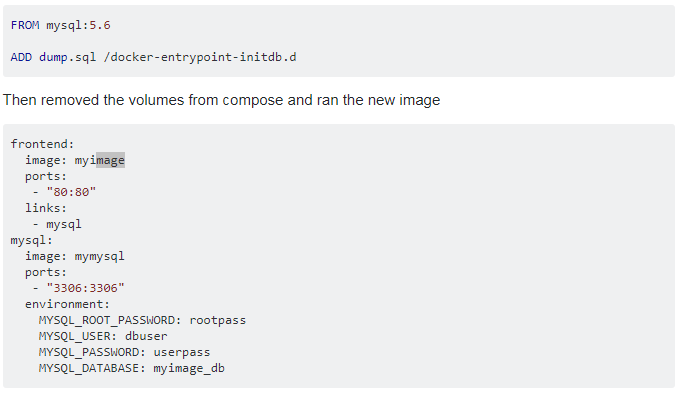 FROM mysql:5.6
ADD dump.sql /docker-entrypoint-initdb.d
Then removed the volumes from compose and ran the new image
frontend:
  image: myimage
  ports:
   - "80:80"
  links:
   - mysql
mysql:
  image: mymysql
  ports:
   - "3306:3306"
  environment:
    MYSQL_ROOT_PASSWORD: rootpass
    MYSQL_USER: dbuser
    MYSQL_PASSWORD: userpass
    MYSQL_DATABASE: myimage_db